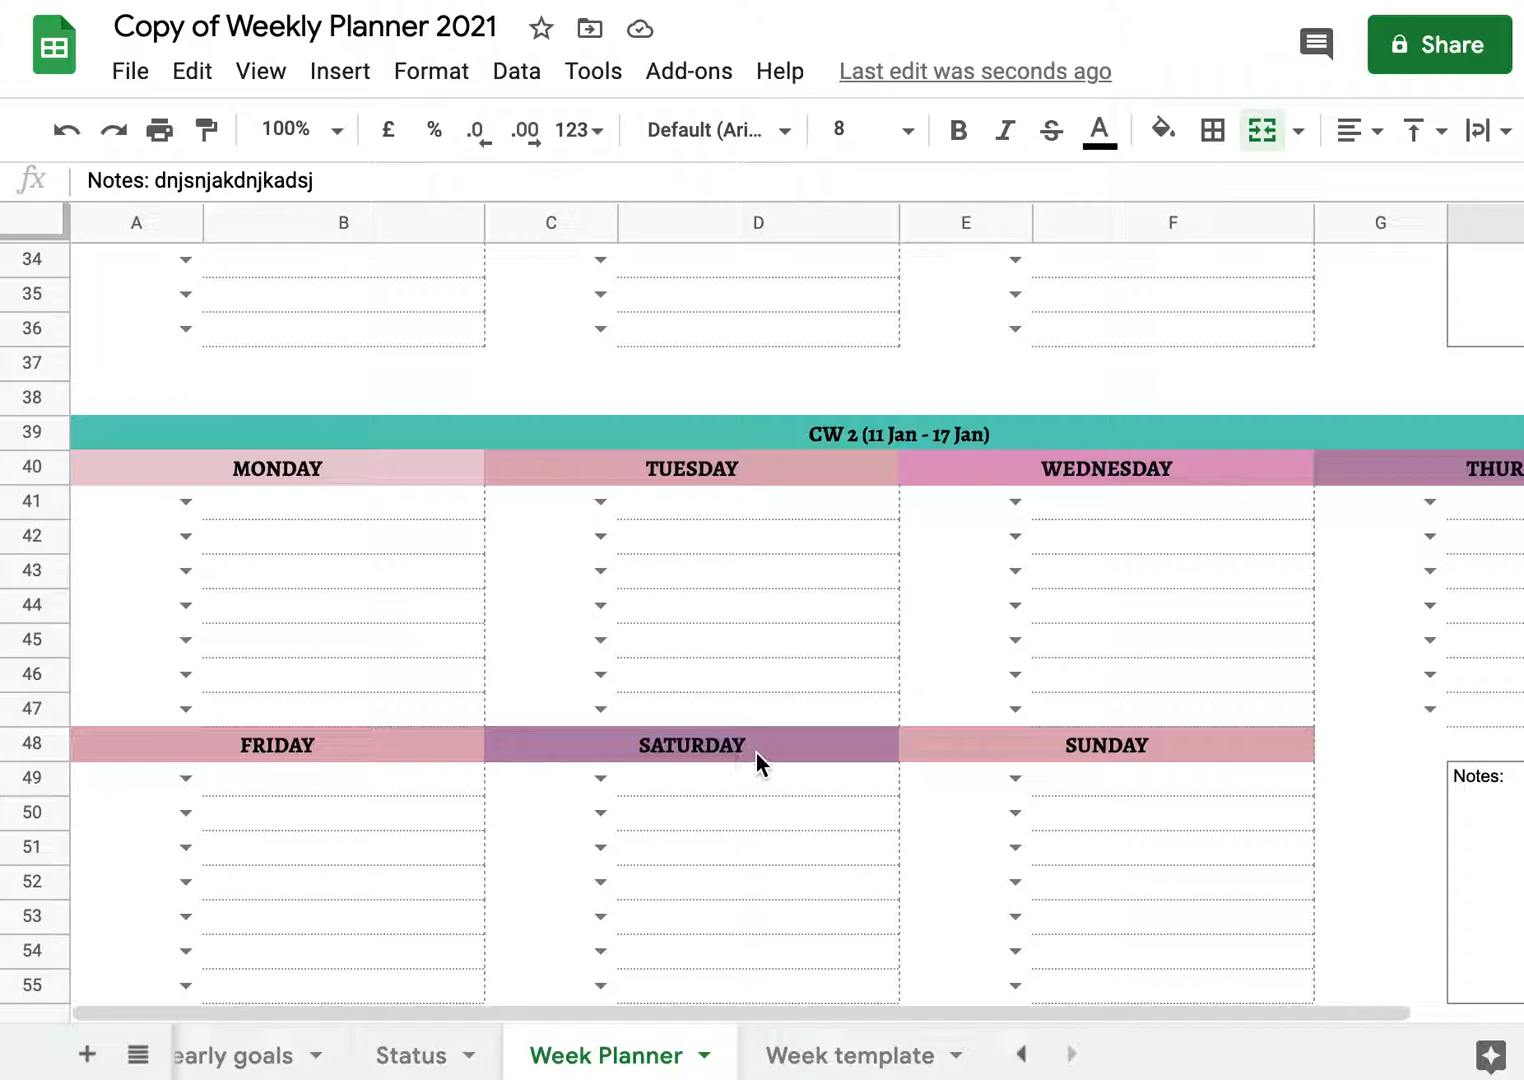 Copy of Weekly Planner 2021
File Edit View Insert Format Data Tools Add-ons Help Last edit was seconds ago
Share
100% £ % .0 .00 123 Default (Ari... 8 B I S A
fx Notes: dnjsnjakdnjkadsj
A B C D E F G
34
35
36
37
38
39 CW 2 (11 Jan - 17 Jan)
40 MONDAY TUESDAY WEDNESDAY THUR
41
42
43
44
45
46
47
48 FRIDAY SATURDAY SUNDAY
49 Notes:
50
51
52
53
54
55
early goals Status Week Planner Week template